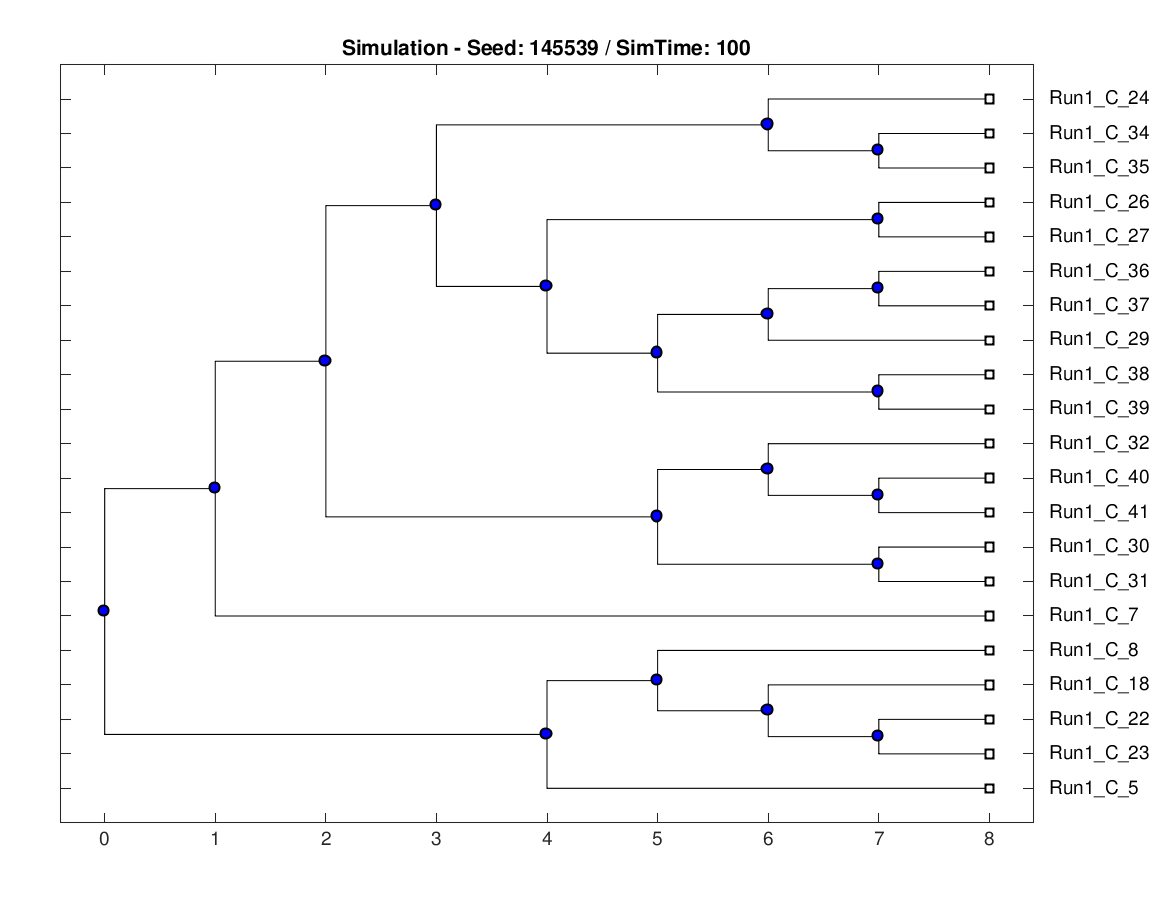 Simulation - Seed: 145539 / SimTime: 100
Run1_C_24
Run1_C_34
Run1_C_35
Run1_C_26
Run1_C_27
Run1_C_36
Run1_C_37
Run1_C_29
Run1_C_38
Run1_C_39
Run1_C_32
Run1_C_40
Run1_C_41
Run1_C_30
Run1_C_31
Run1_C_7
Run1_C_8
Run1_C_18
Run1_C_22
Run1_C_23
Run1_C_5
0 1 2 3 4 5 6 7 8